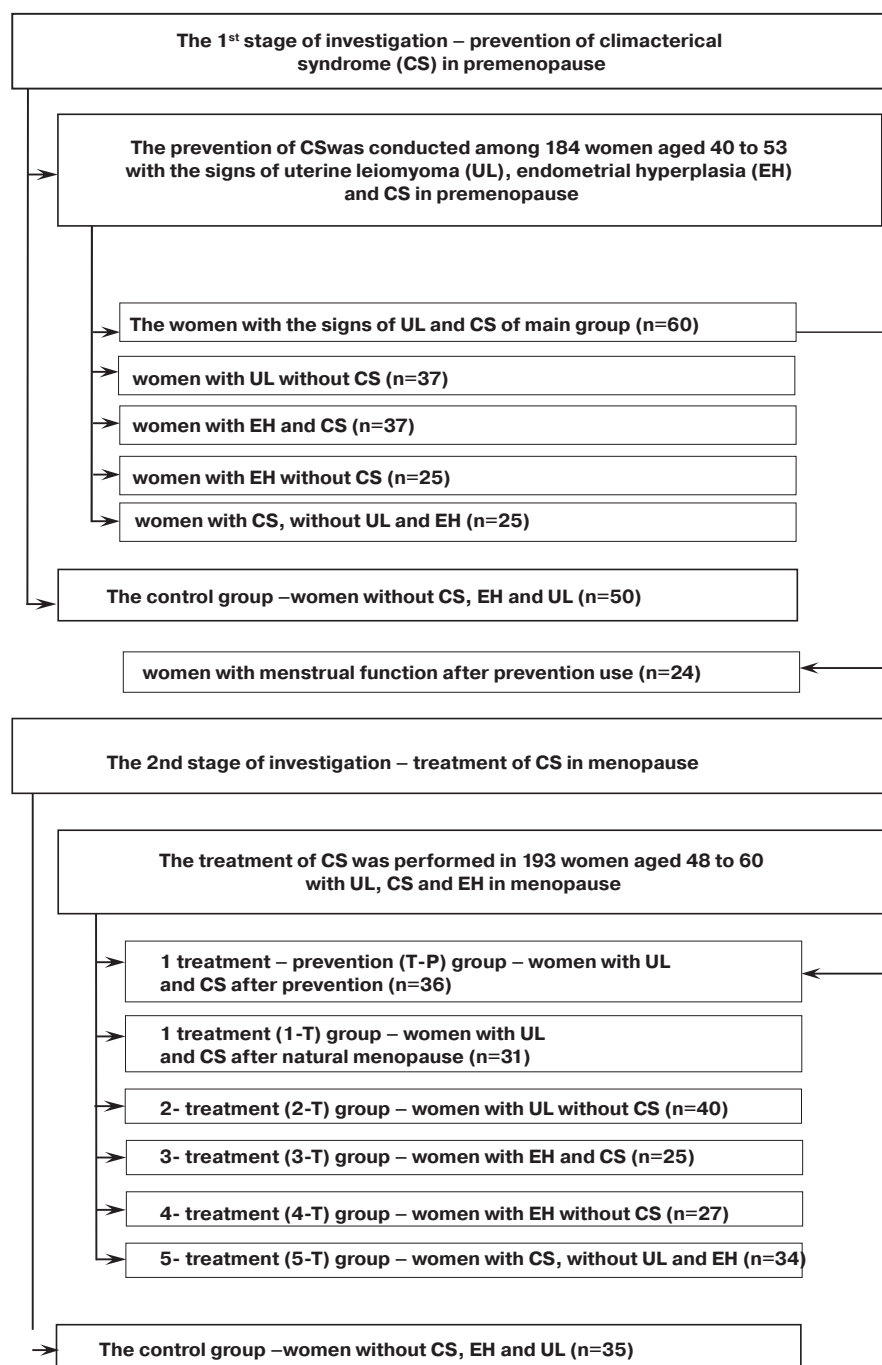 The 1st stage of investigation – prevention of climacterical
syndrome (CS) in premenopause
The prevention of CSwas conducted among 184 women aged 40 to 53
with the signs of uterine leiomyoma (UL), endometrial hyperplasia (EH)
and CS in premenopause
The women with the signs of UL and CS of main group (n=60)
women with UL without CS (n=37)
women with EH and CS (n=37)
women with EH without CS (n=25)
women with CS, without UL and EH (n=25)
The control group –women without CS, EH and UL (n=50)
women with menstrual function after prevention use (n=24)
The 2nd stage of investigation – treatment of CS in menopause
The treatment of CS was performed in 193 women aged 48 to 60
with UL, CS and EH in menopause
1 treatment – prevention (T-P) group – women with UL
and CS after prevention (n=36)
1 treatment (1-T) group – women with UL
and CS after natural menopause (n=31)
2- treatment (2-T) group – women with UL without CS (n=40)
3- treatment (3-T) group – women with EH and CS (n=25)
4- treatment (4-T) group – women with EH without CS (n=27)
5- treatment (5-T) group – women with CS, without UL and EH (n=34)
The control group –women without CS, EH and UL (n=35)